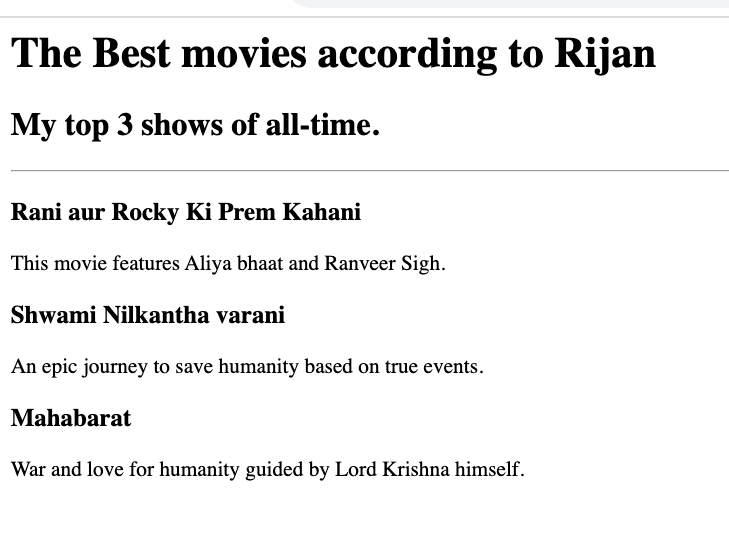 The Best movies according to Rijan
My top 3 shows of all-time.
Rani aur Rocky Ki Prem Kahani
This movie features Aliya bhaat and Ranveer Sigh.
Shwami Nilkantha varani
An epic journey to save humanity based on true events.
Mahabarat
War and love for humanity guided by Lord Krishna himself.